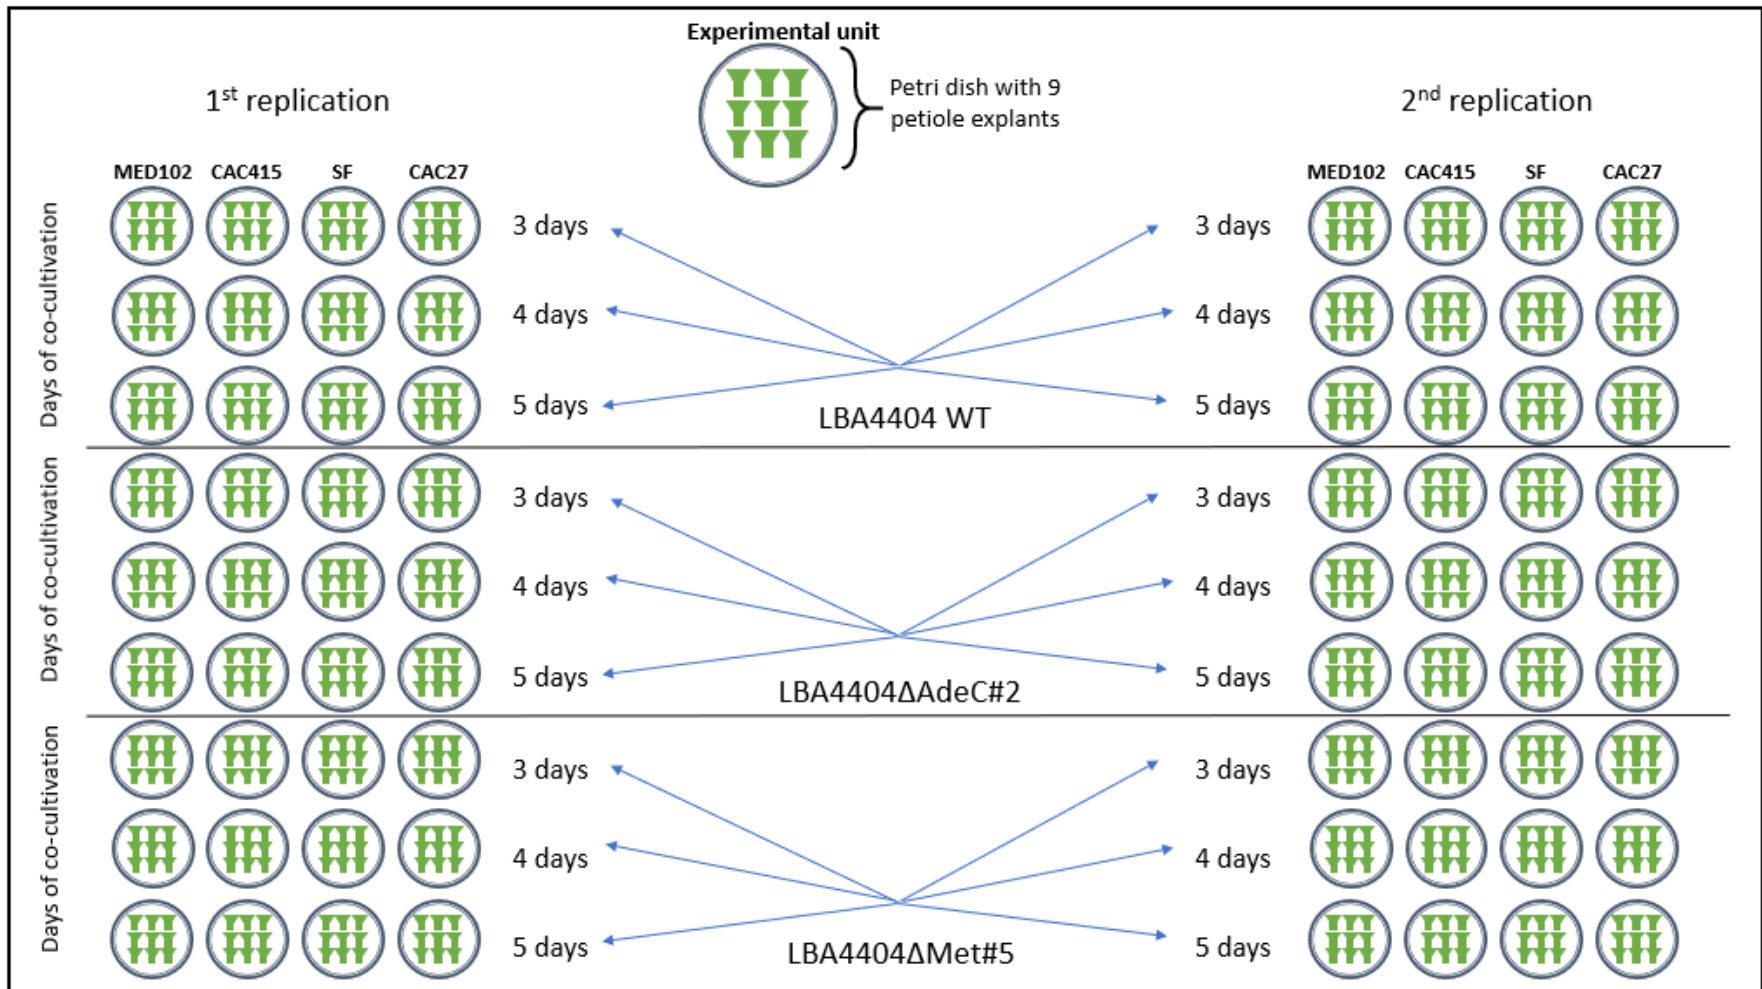 Experimental unit
Petri dish with 9
petiole explants
1st replication
2nd replication
MED102 CAC415 SF CAC27
MED102 CAC415 SF CAC27
Days of co-cultivation
3 days
4 days
5 days
LBA4404 WT
3 days
4 days
5 days
Days of co-cultivation
3 days
4 days
5 days
LBA4404ΔAdeC#2
3 days
4 days
5 days
Days of co-cultivation
3 days
4 days
5 days
LBA4404ΔMet#5
3 days
4 days
5 days